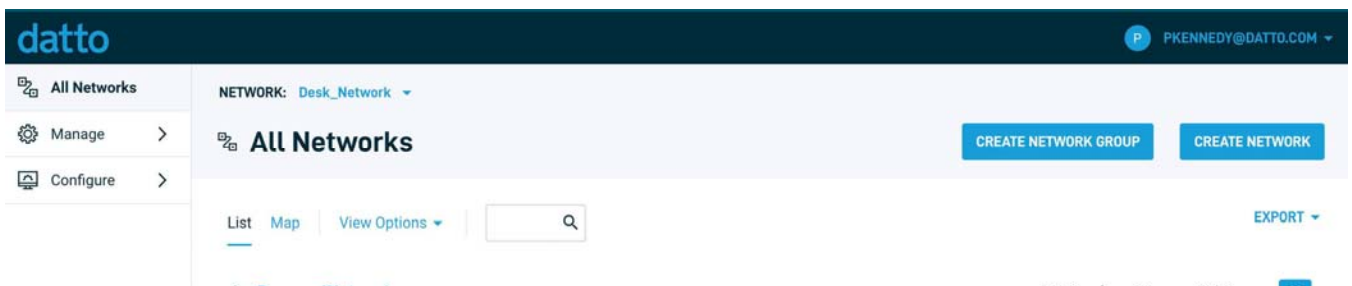 datto
P PKENNEDY@DATTO.COM
All Networks
NETWORK: Desk_Network
Manage
All Networks
CREATE NETWORK GROUP CREATE NETWORK
Configure
List Map View Options
EXPORT